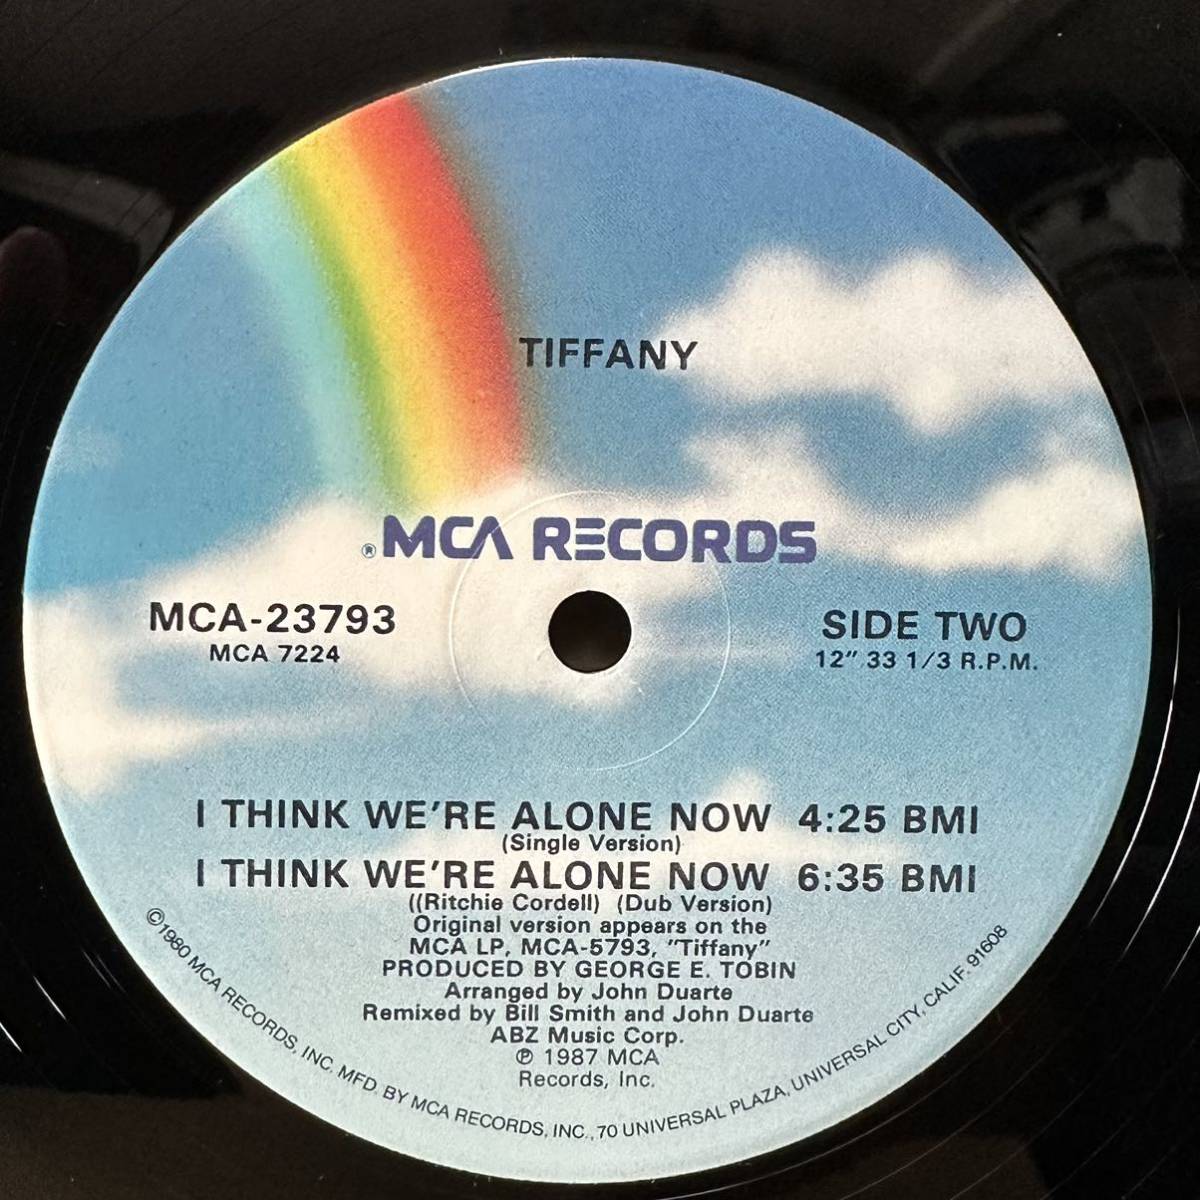 TIFFANY
® MCA RECORDS
MCA-23793
MCA 7224
SIDE TWO
12" 33 1/3 R.P.M.
I THINK WE'RE ALONE NOW 4:25 BMI
(Single Version)
I THINK WE'RE ALONE NOW 6:35 BMI
((Ritchie Cordell) (Dub Version)
Original version appears on the
MCA LP, MCA-5793, "Tiffany"
PRODUCED BY GEORGE E. TOBIN
Arranged by John Duarte
Remixed by Bill Smith and John Duarte
ABZ Music Corp.
℗ 1987 MCA
Records, Inc.
©1980 MCA RECORDS, INC. MFD. BY MCA RECORDS, INC., 70 UNIVERSAL PLAZA, UNIVERSAL CITY, CALIF. 91608